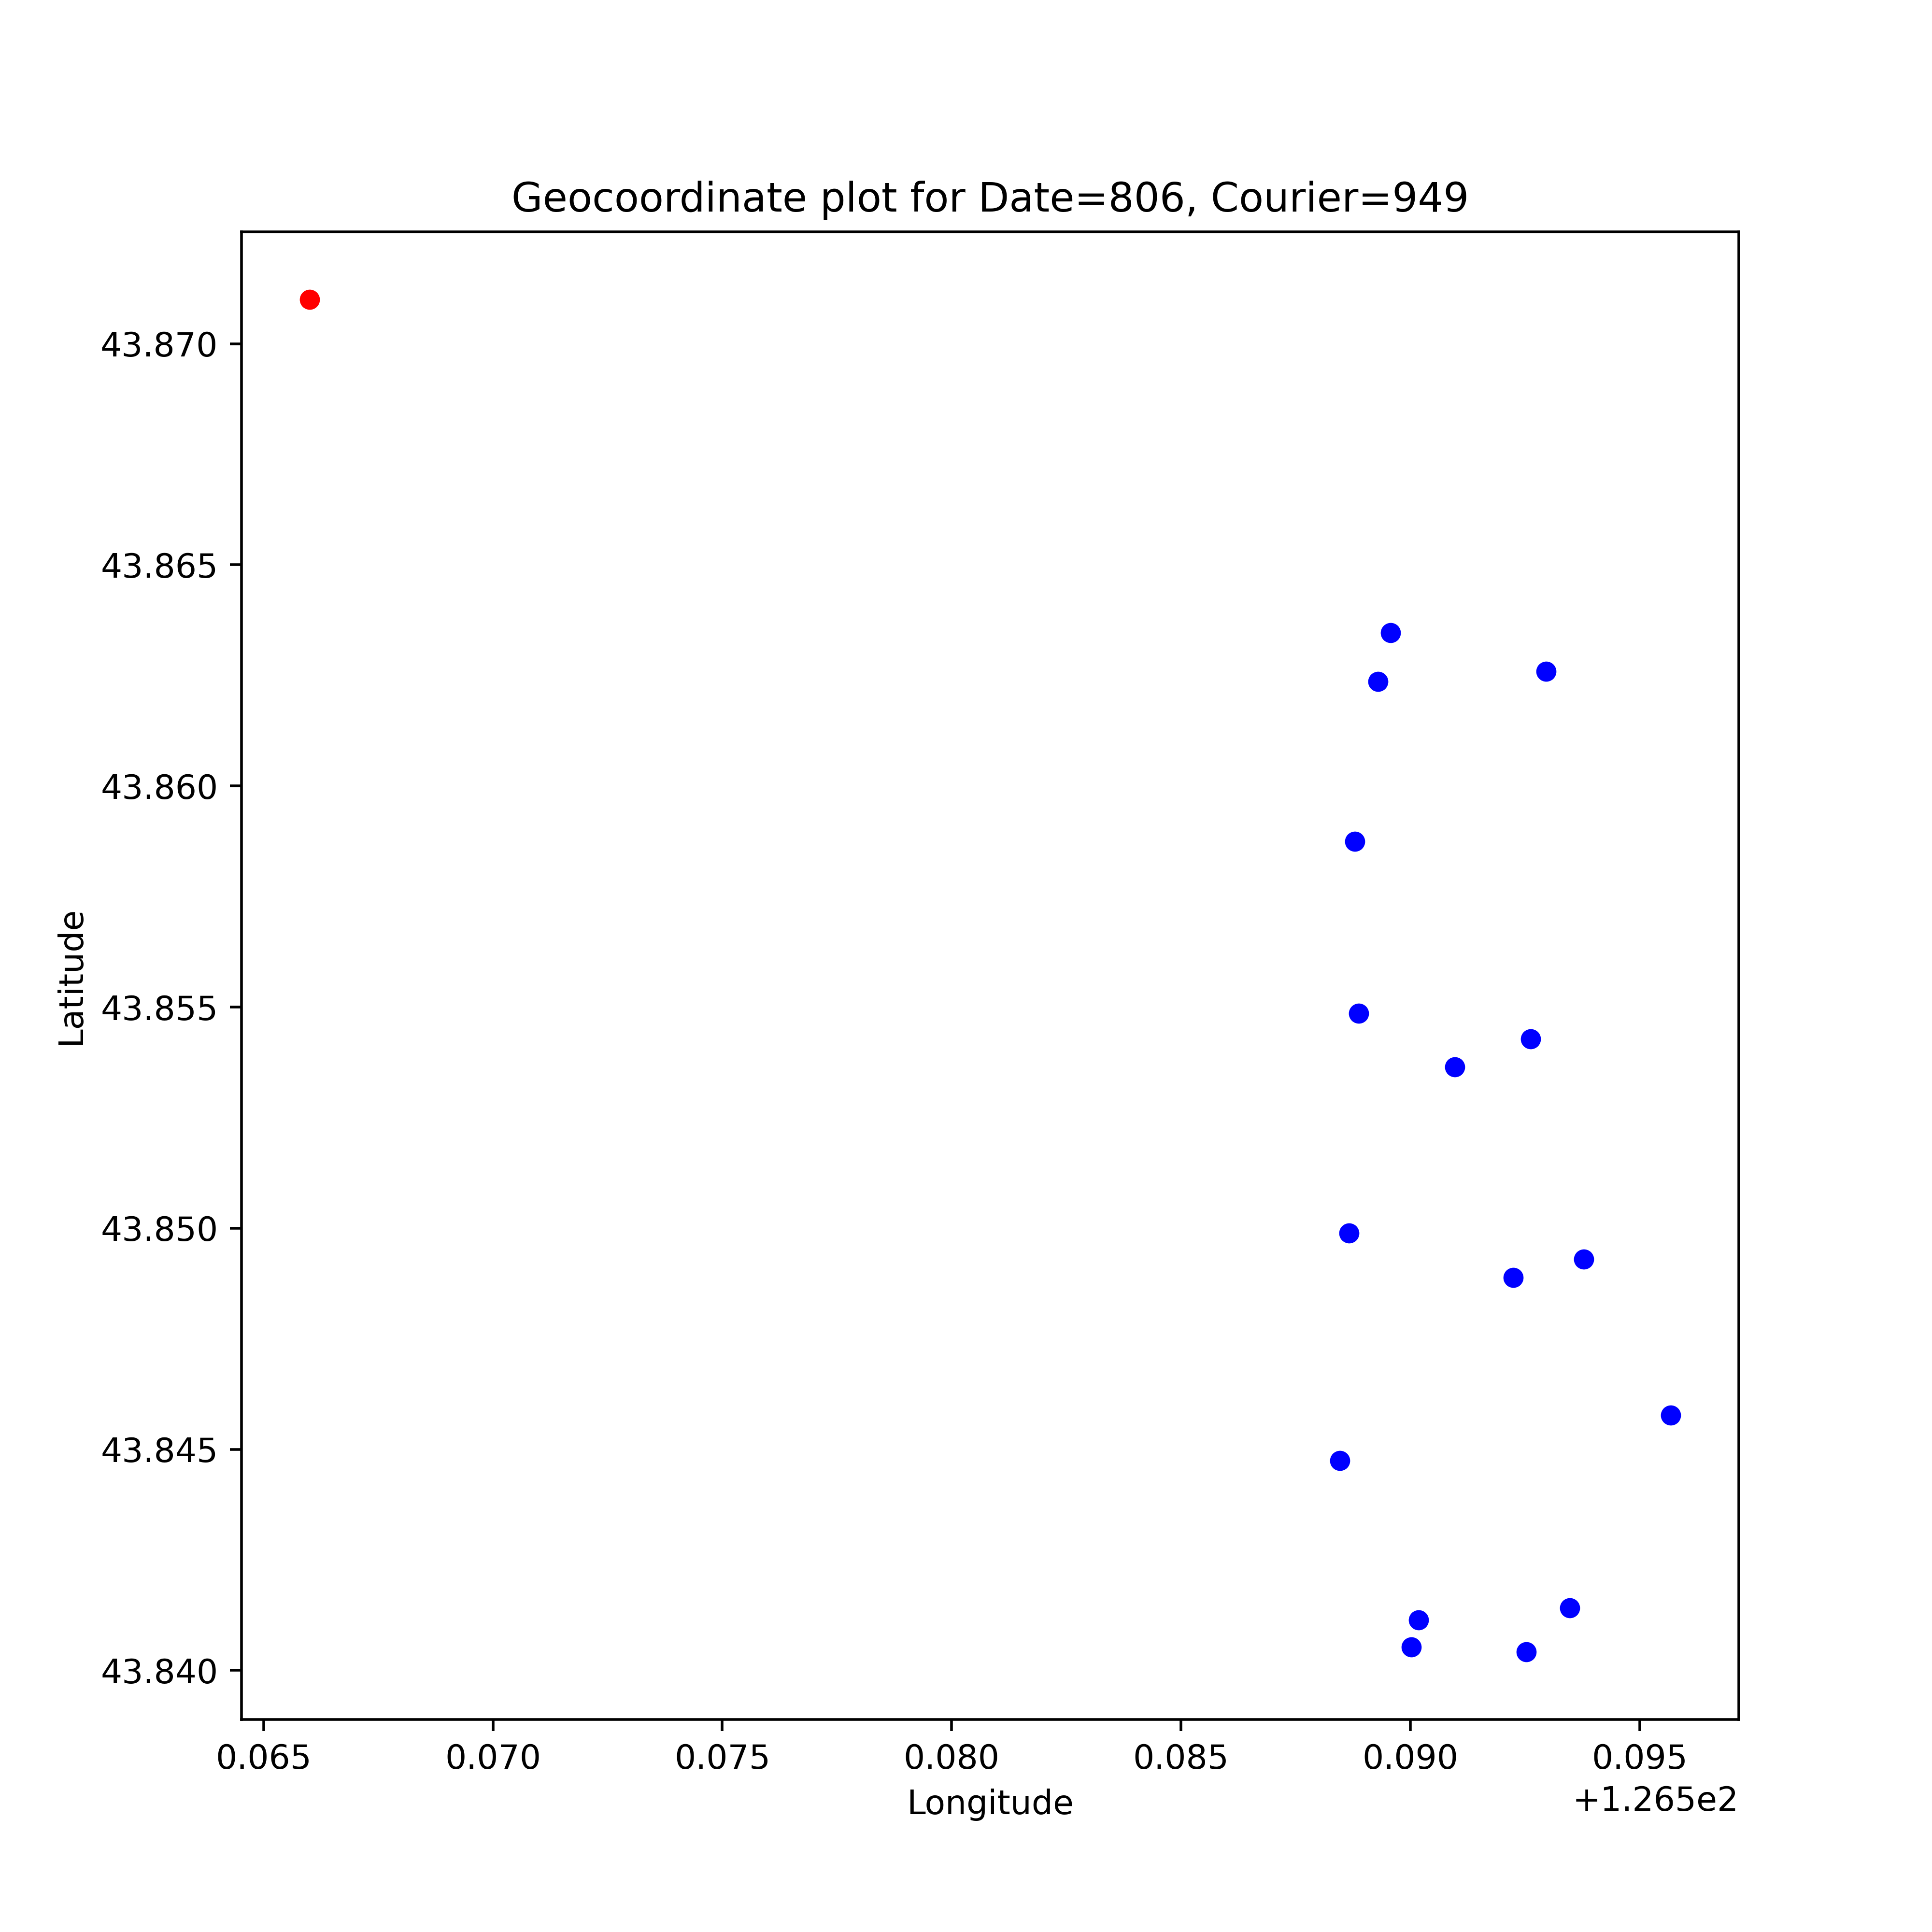 Geocoordinate plot for Date=806, Courier=949
Latitude
43.870
43.865
43.860
43.855
43.850
43.845
43.840
0.065 0.070 0.075 0.080 0.085 0.090 0.095
+1.265e2
Longitude